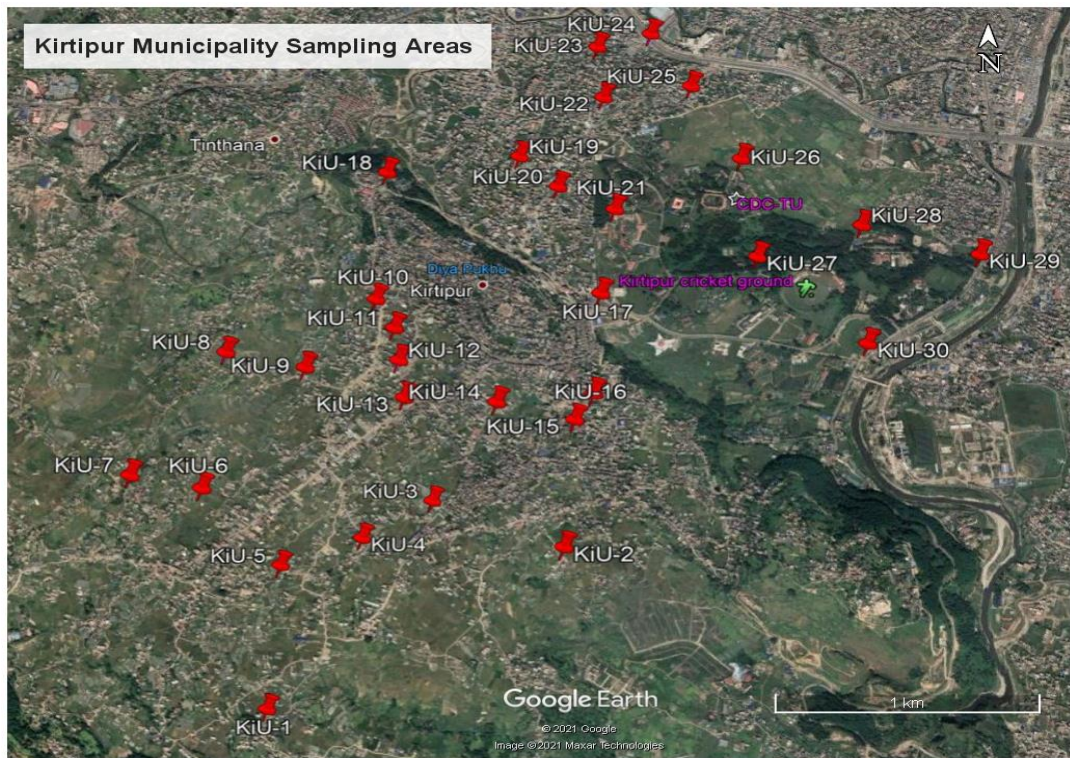 Kirtipur Municipality Sampling Areas
KiU-24
KiU-23
N
KiU-25
KiU-22
Tinthana
KiU-19
KiU-18
KiU-26
KiU-20
KiU-21
CDC-TU
KiU-28
KiU-27
KiU-29
Diya Pukhu
KiU-10
Kirtipur
Kirtipur cricket ground
KiU-17
KiU-11
KiU-8
KiU-9
KiU-12
KiU-30
KiU-13
KiU-14
KiU-16
KiU-15
KiU-7
KiU-6
KiU-3
KiU-4
KiU-5
KiU-2
Google Earth
1 km
KiU-1
© 2021 Google
Image © 2021 Maxar Technologies